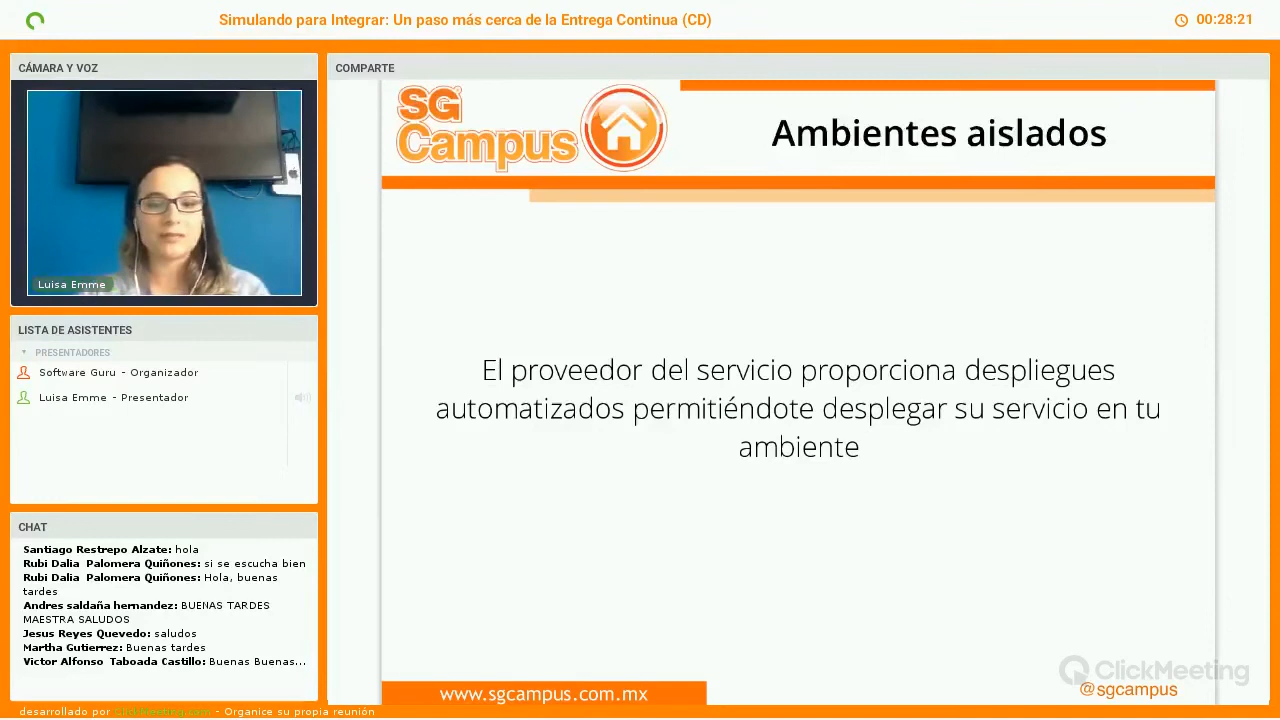 Simulando para Integrar: Un paso más cerca de la Entrega Continua (CD)
00:28:21
CÁMARA Y VOZ
Luisa Emme
LISTA DE ASISTENTES
PRESENTADORES
Software Guru - Organizador
Luisa Emme - Presentador
CHAT
Santiago Restrepo Alzate: hola
Rubi Dalia Palomera Quiñones: si se escucha bien
Rubi Dalia Palomera Quiñones: Hola, buenas
tardes
Andres saldaña hernandez: BUENAS TARDES
MAESTRA SALUDOS
Jesus Reyes Quevedo: saludos
Martha Gutierrez: Buenas tardes
Victor Alfonso Taboada Castillo: Buenas Buenas...
COMPARTE
SG
Campus
Ambientes aislados
El proveedor del servicio proporciona despliegues
automatizados permitiéndote desplegar su servicio en tu
ambiente
www.sgcampus.com.mx
ClickMeeting
@sgcampus
desarrollado por ClickMeeting.com - Organice su propia reunión